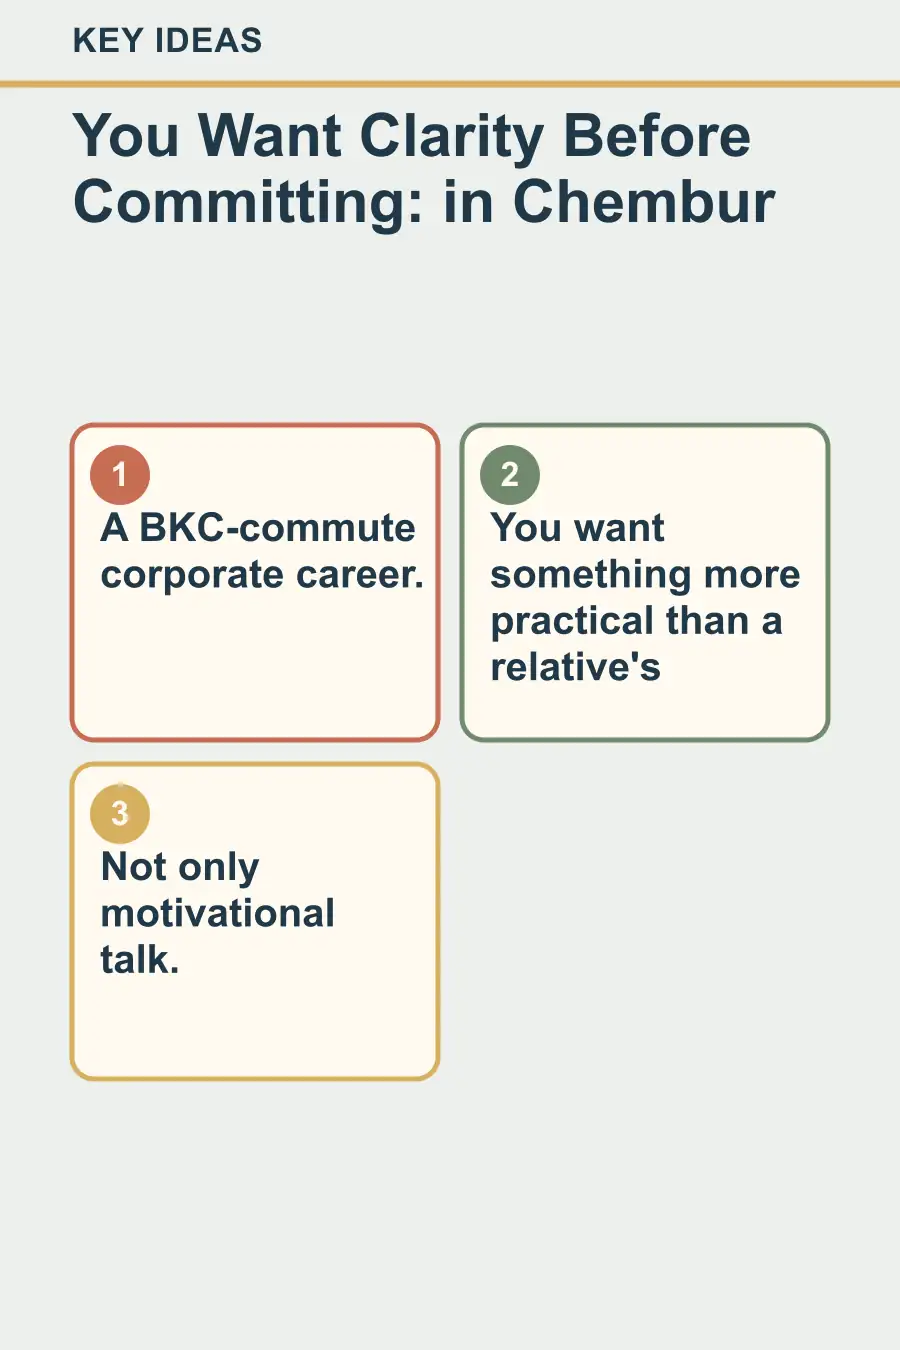 KEY IDEAS
You Want Clarity Before
Committing: in Chembur
1
A BKC-commute
corporate career.
2
You want
something more
practical than a
relative's
3
Not only
motivational
talk.